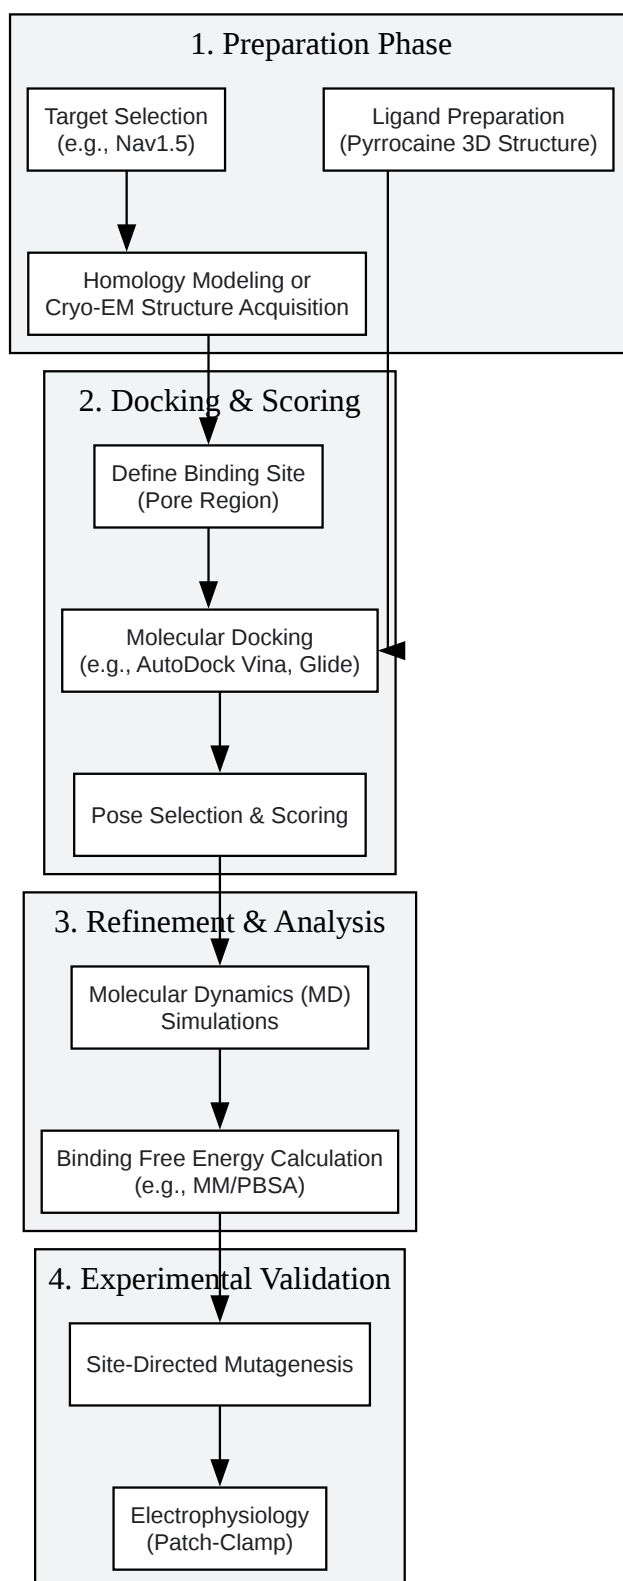 1. Preparation Phase
Target Selection
(e.g., Nav1.5)
Ligand Preparation
(Pyrrocaine 3D Structure)
Homology Modeling or
Cryo-EM Structure Acquisition
2. Docking & Scoring
Define Binding Site
(Pore Region)
Molecular Docking
(e.g., AutoDock Vina, Glide)
Pose Selection & Scoring
3. Refinement & Analysis
Molecular Dynamics (MD)
Simulations
Binding Free Energy Calculation
(e.g., MM/PBSA)
4. Experimental Validation
Site-Directed Mutagenesis
Electrophysiology
(Patch-Clamp)